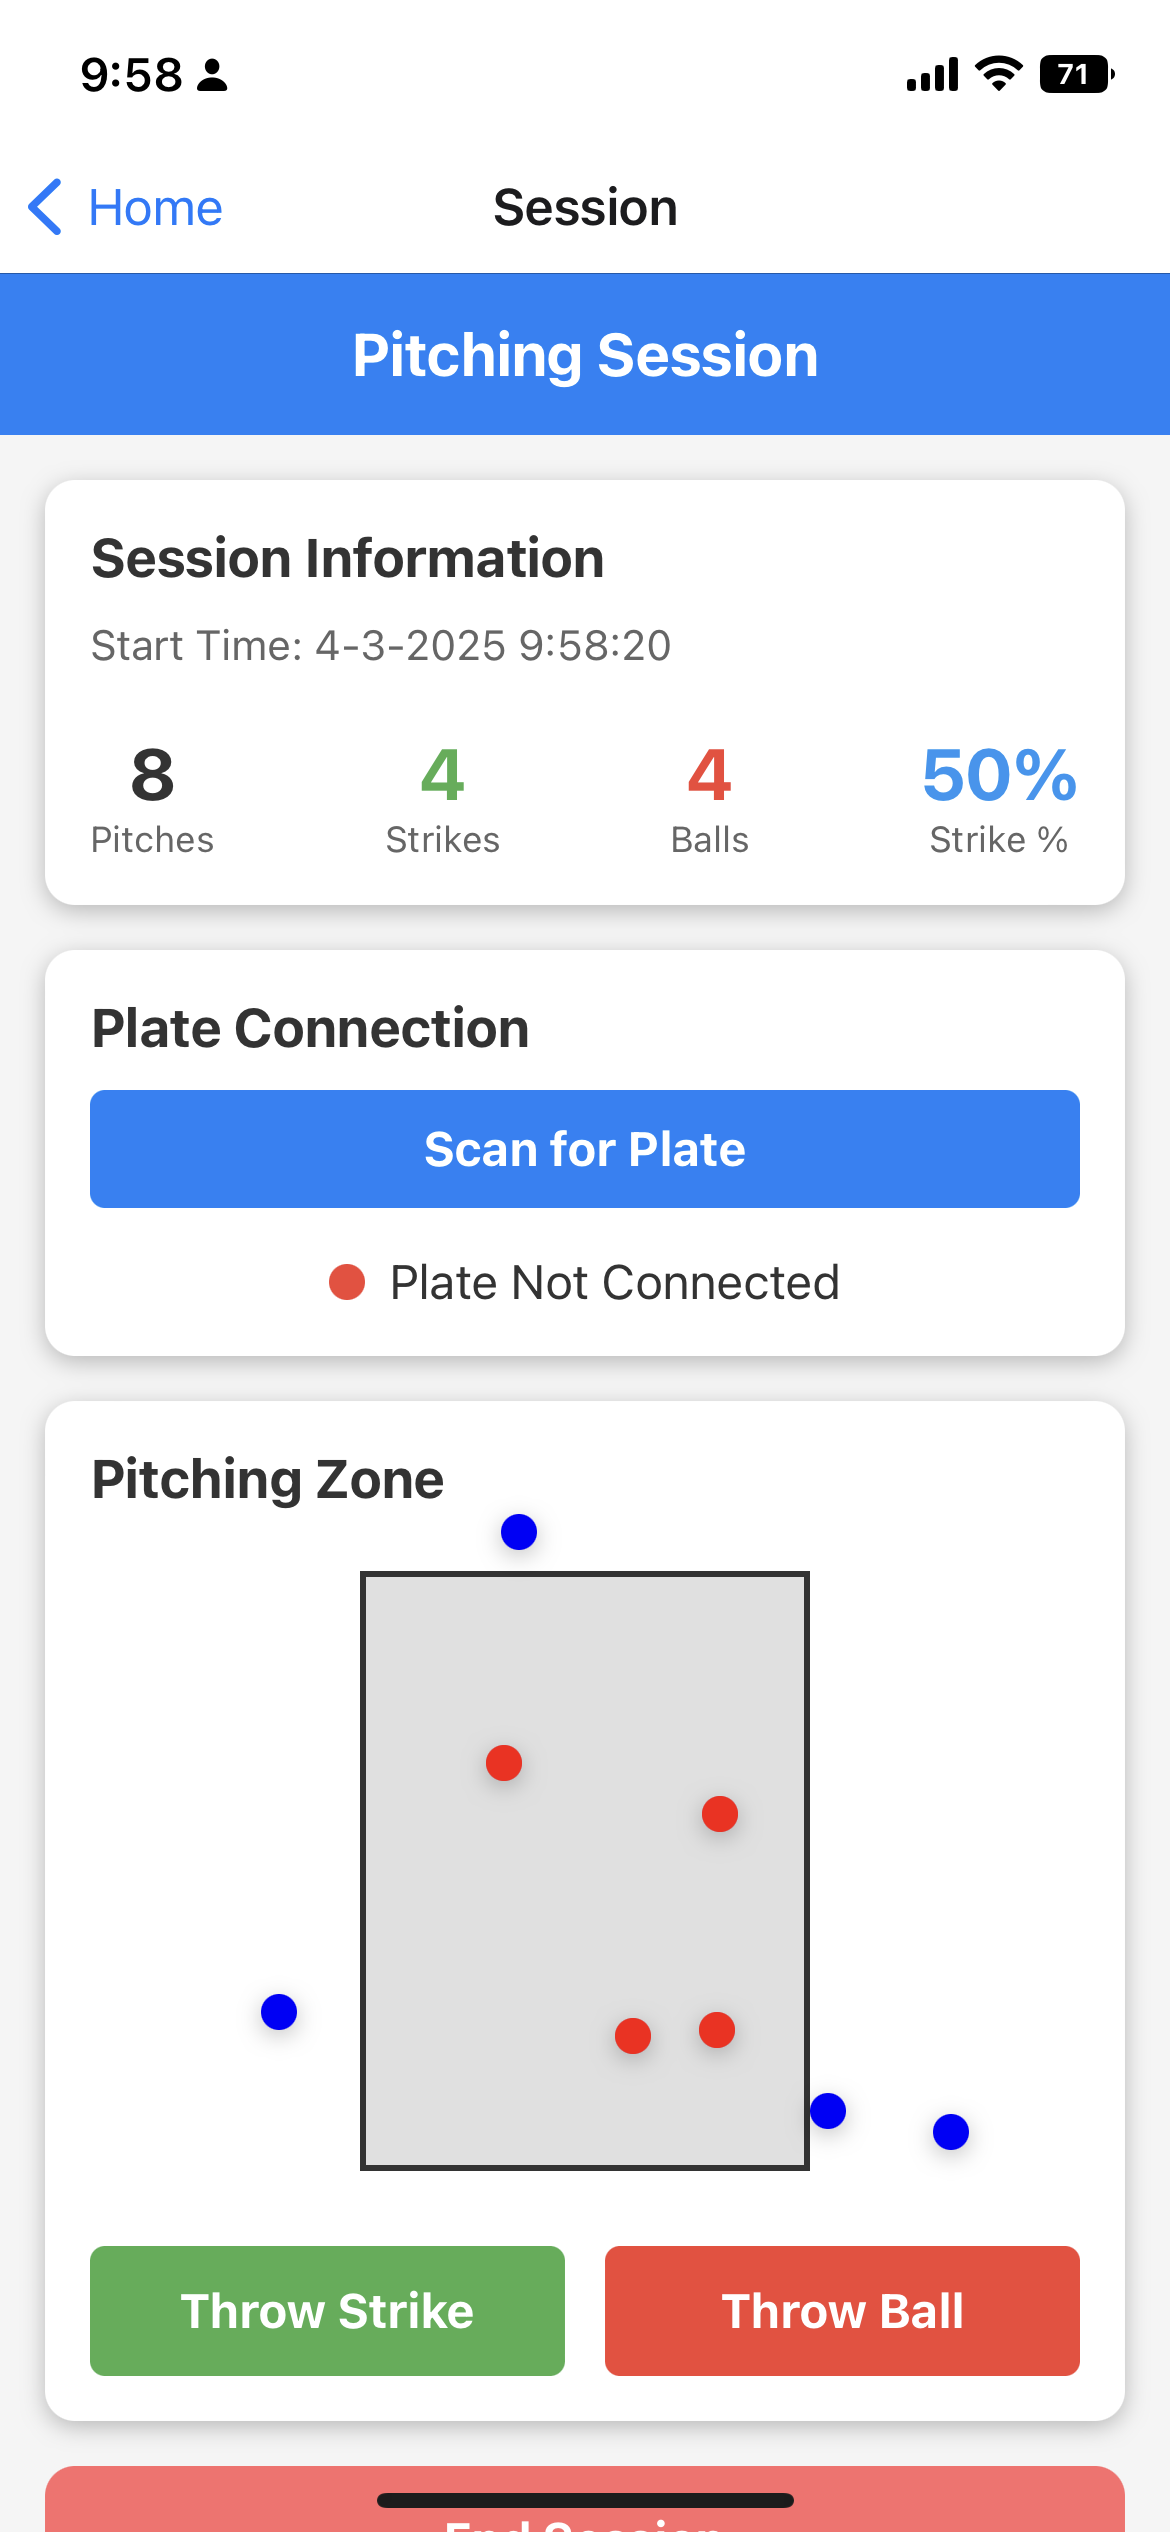 9:58
71
Home
Session
Pitching Session
Session Information
Start Time: 4-3-2025 9:58:20
8 4 4 50%
Pitches Strikes Balls Strike %
Plate Connection
Scan for Plate
Plate Not Connected
Pitching Zone
Throw Strike
Throw Ball
End Session